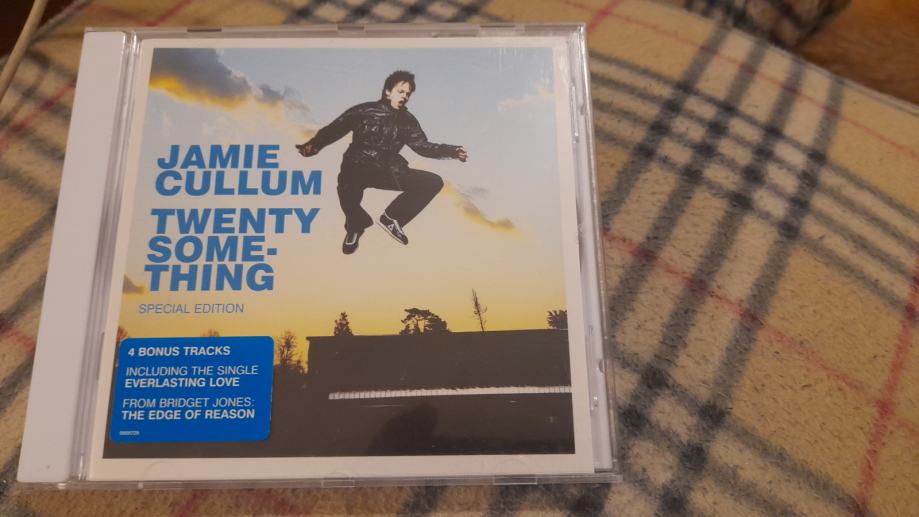 JAMIE
CULLUM
TWENTY
SOME-
THING
SPECIAL EDITION
4 BONUS TRACKS
INCLUDING THE SINGLE
EVERLASTING LOVE
FROM BRIDGET JONES:
THE EDGE OF REASON